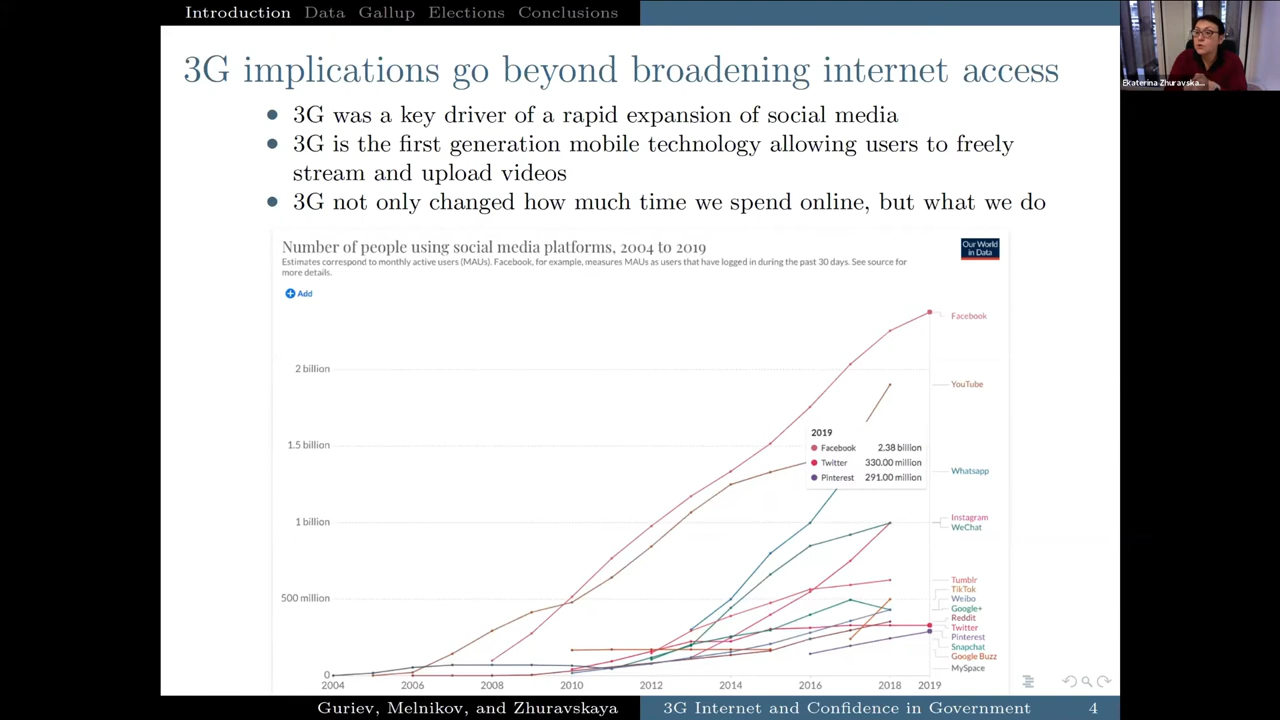 Introduction Data Gallup Elections Conclusions
Ekaterina Zhuravska...
3G implications go beyond broadening internet access
3G was a key driver of a rapid expansion of social media
3G is the first generation mobile technology allowing users to freely
stream and upload videos
3G not only changed how much time we spend online, but what we do
Number of people using social media platforms, 2004 to 2019
Our World
in Data
Estimates correspond to monthly active users (MAUs). Facebook, for example, measures MAUs as users that have logged in during the past 30 days. See source for
more details.
Add
Facebook
2 billion
YouTube
2019
Facebook 2.38 billion
Twitter 330.00 million
Pinterest 291.00 million
1.5 billion
Whatsapp
1 billion
Instagram
WeChat
Tumblr
TikTok
500 million
Weibo
Google+
Reddit
Twitter
Pinterest
Snapchat
Google Buzz
MySpace
0
2004 2006 2008 2010 2012 2014 2016 2018 2019
Guriev, Melnikov, and Zhuravskaya 3G Internet and Confidence in Government 4